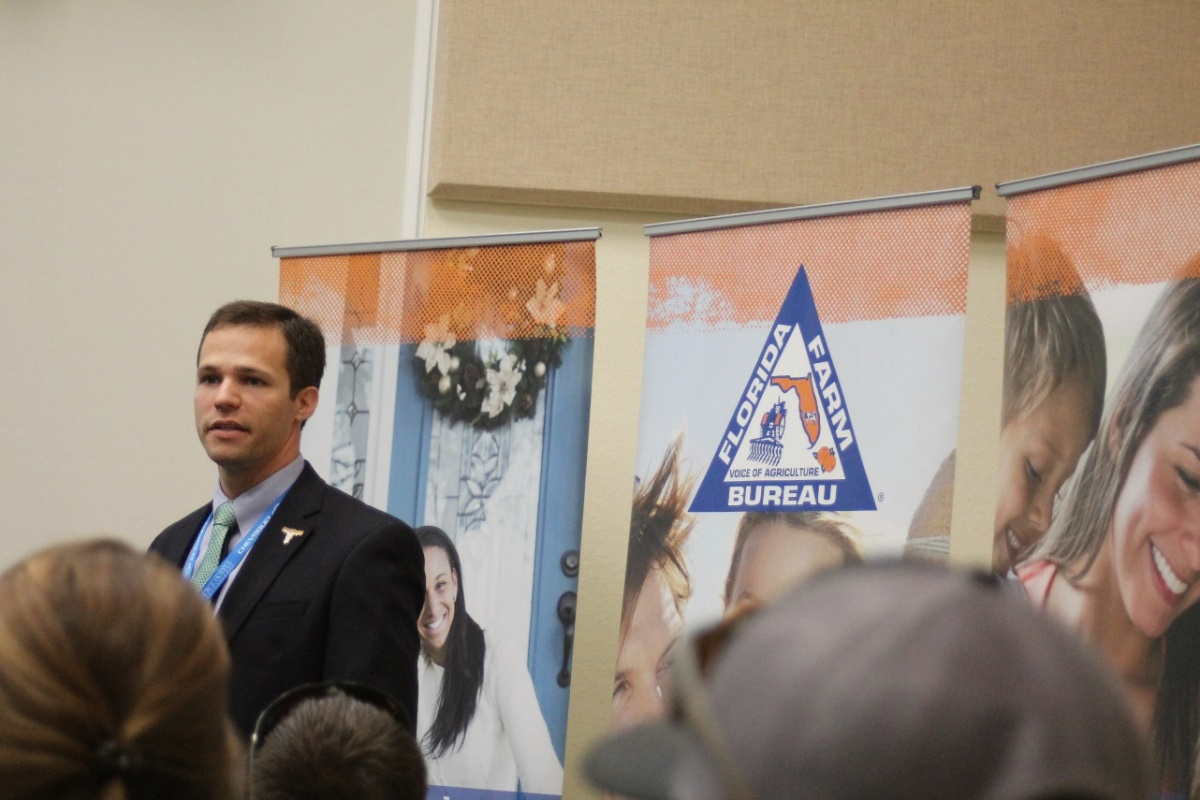 FLORIDA
FARM
VOICE OF AGRICULTURE
BUREAU
®